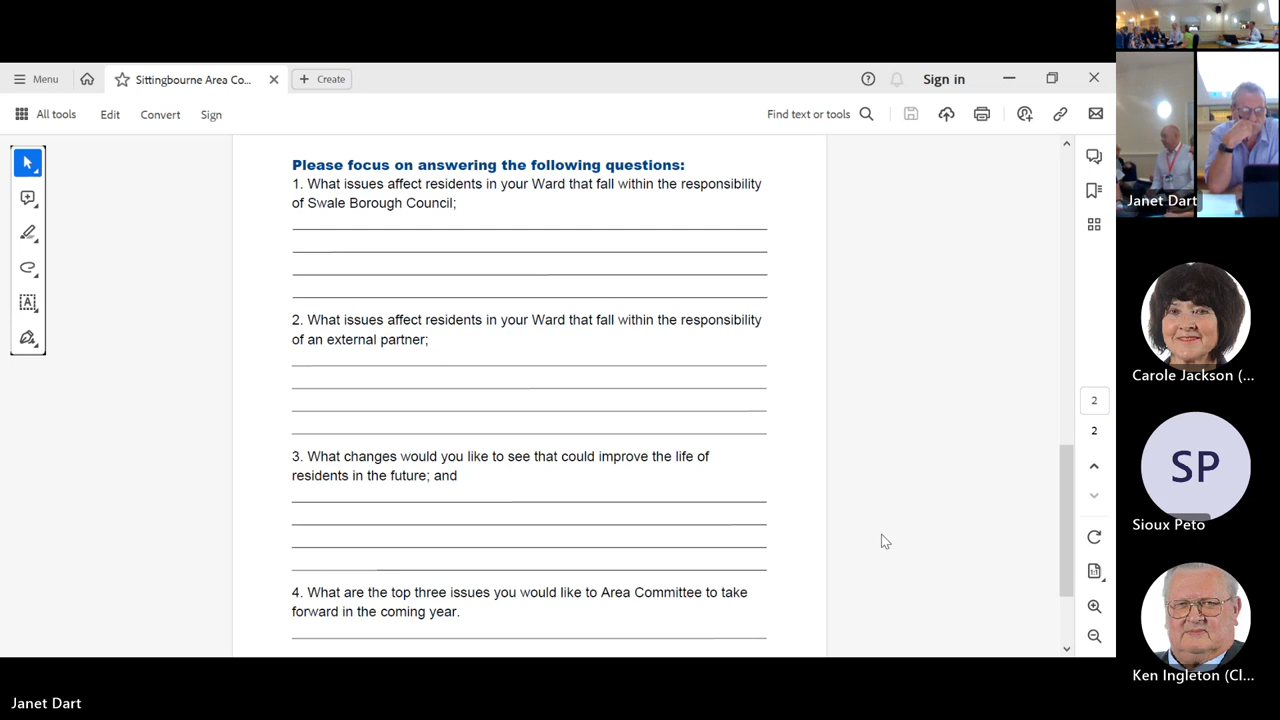 Menu
Sittingbourne Area Co...
Create
Sign in
All tools
Edit
Convert
Sign
Find text or tools
Please focus on answering the following questions:
1. What issues affect residents in your Ward that fall within the responsibility
of Swale Borough Council;
2. What issues affect residents in your Ward that fall within the responsibility
of an external partner;
3. What changes would you like to see that could improve the life of
residents in the future; and
4. What are the top three issues you would like to Area Committee to take
forward in the coming year.
2
2
Janet Dart
Carole Jackson (...
SP
Sioux Peto
Ken Ingleton (Cl...
Janet Dart